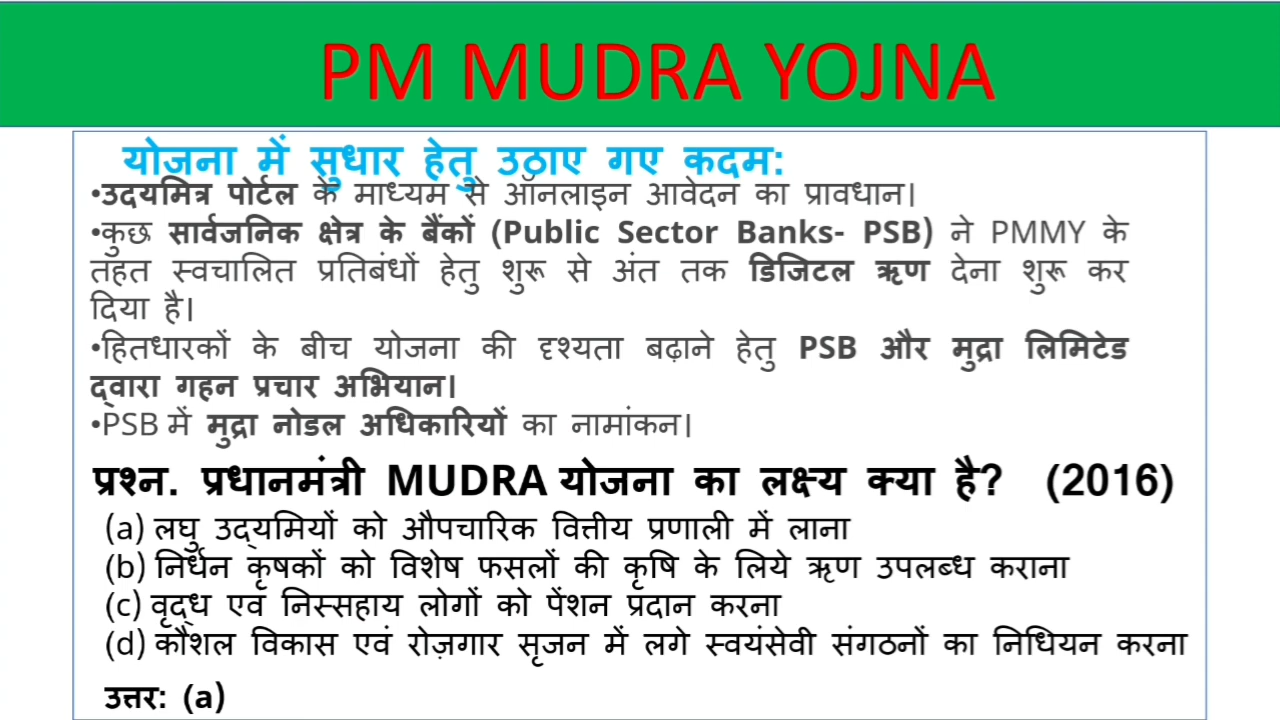 PM MUDRA YOJNA
योजना में सुधार हेतु उठाए गए कदम:
•उदयमित्र पोर्टल के माध्यम से ऑनलाइन आवेदन का प्रावधान।
•कुछ सार्वजनिक क्षेत्र के बैंकों (Public Sector Banks- PSB) ने PMMY के
तहत स्वचालित प्रतिबंधों हेतु शुरू से अंत तक डिजिटल ऋण देना शुरू कर
दिया है।
•हितधारकों के बीच योजना की दृश्यता बढ़ाने हेतु PSB और मुद्रा लिमिटेड
द्वारा गहन प्रचार अभियान।
•PSB में मुद्रा नोडल अधिकारियों का नामांकन।
प्रश्न. प्रधानमंत्री MUDRA योजना का लक्ष्य क्या है? (2016)
(a) लघु उद्यमियों को औपचारिक वित्तीय प्रणाली में लाना
(b) निर्धन कृषकों को विशेष फसलों की कृषि के लिये ऋण उपलब्ध कराना
(c) वृद्ध एवं निस्सहाय लोगों को पेंशन प्रदान करना
(d) कौशल विकास एवं रोज़गार सृजन में लगे स्वयंसेवी संगठनों का निधियन करना
उत्तर: (a)